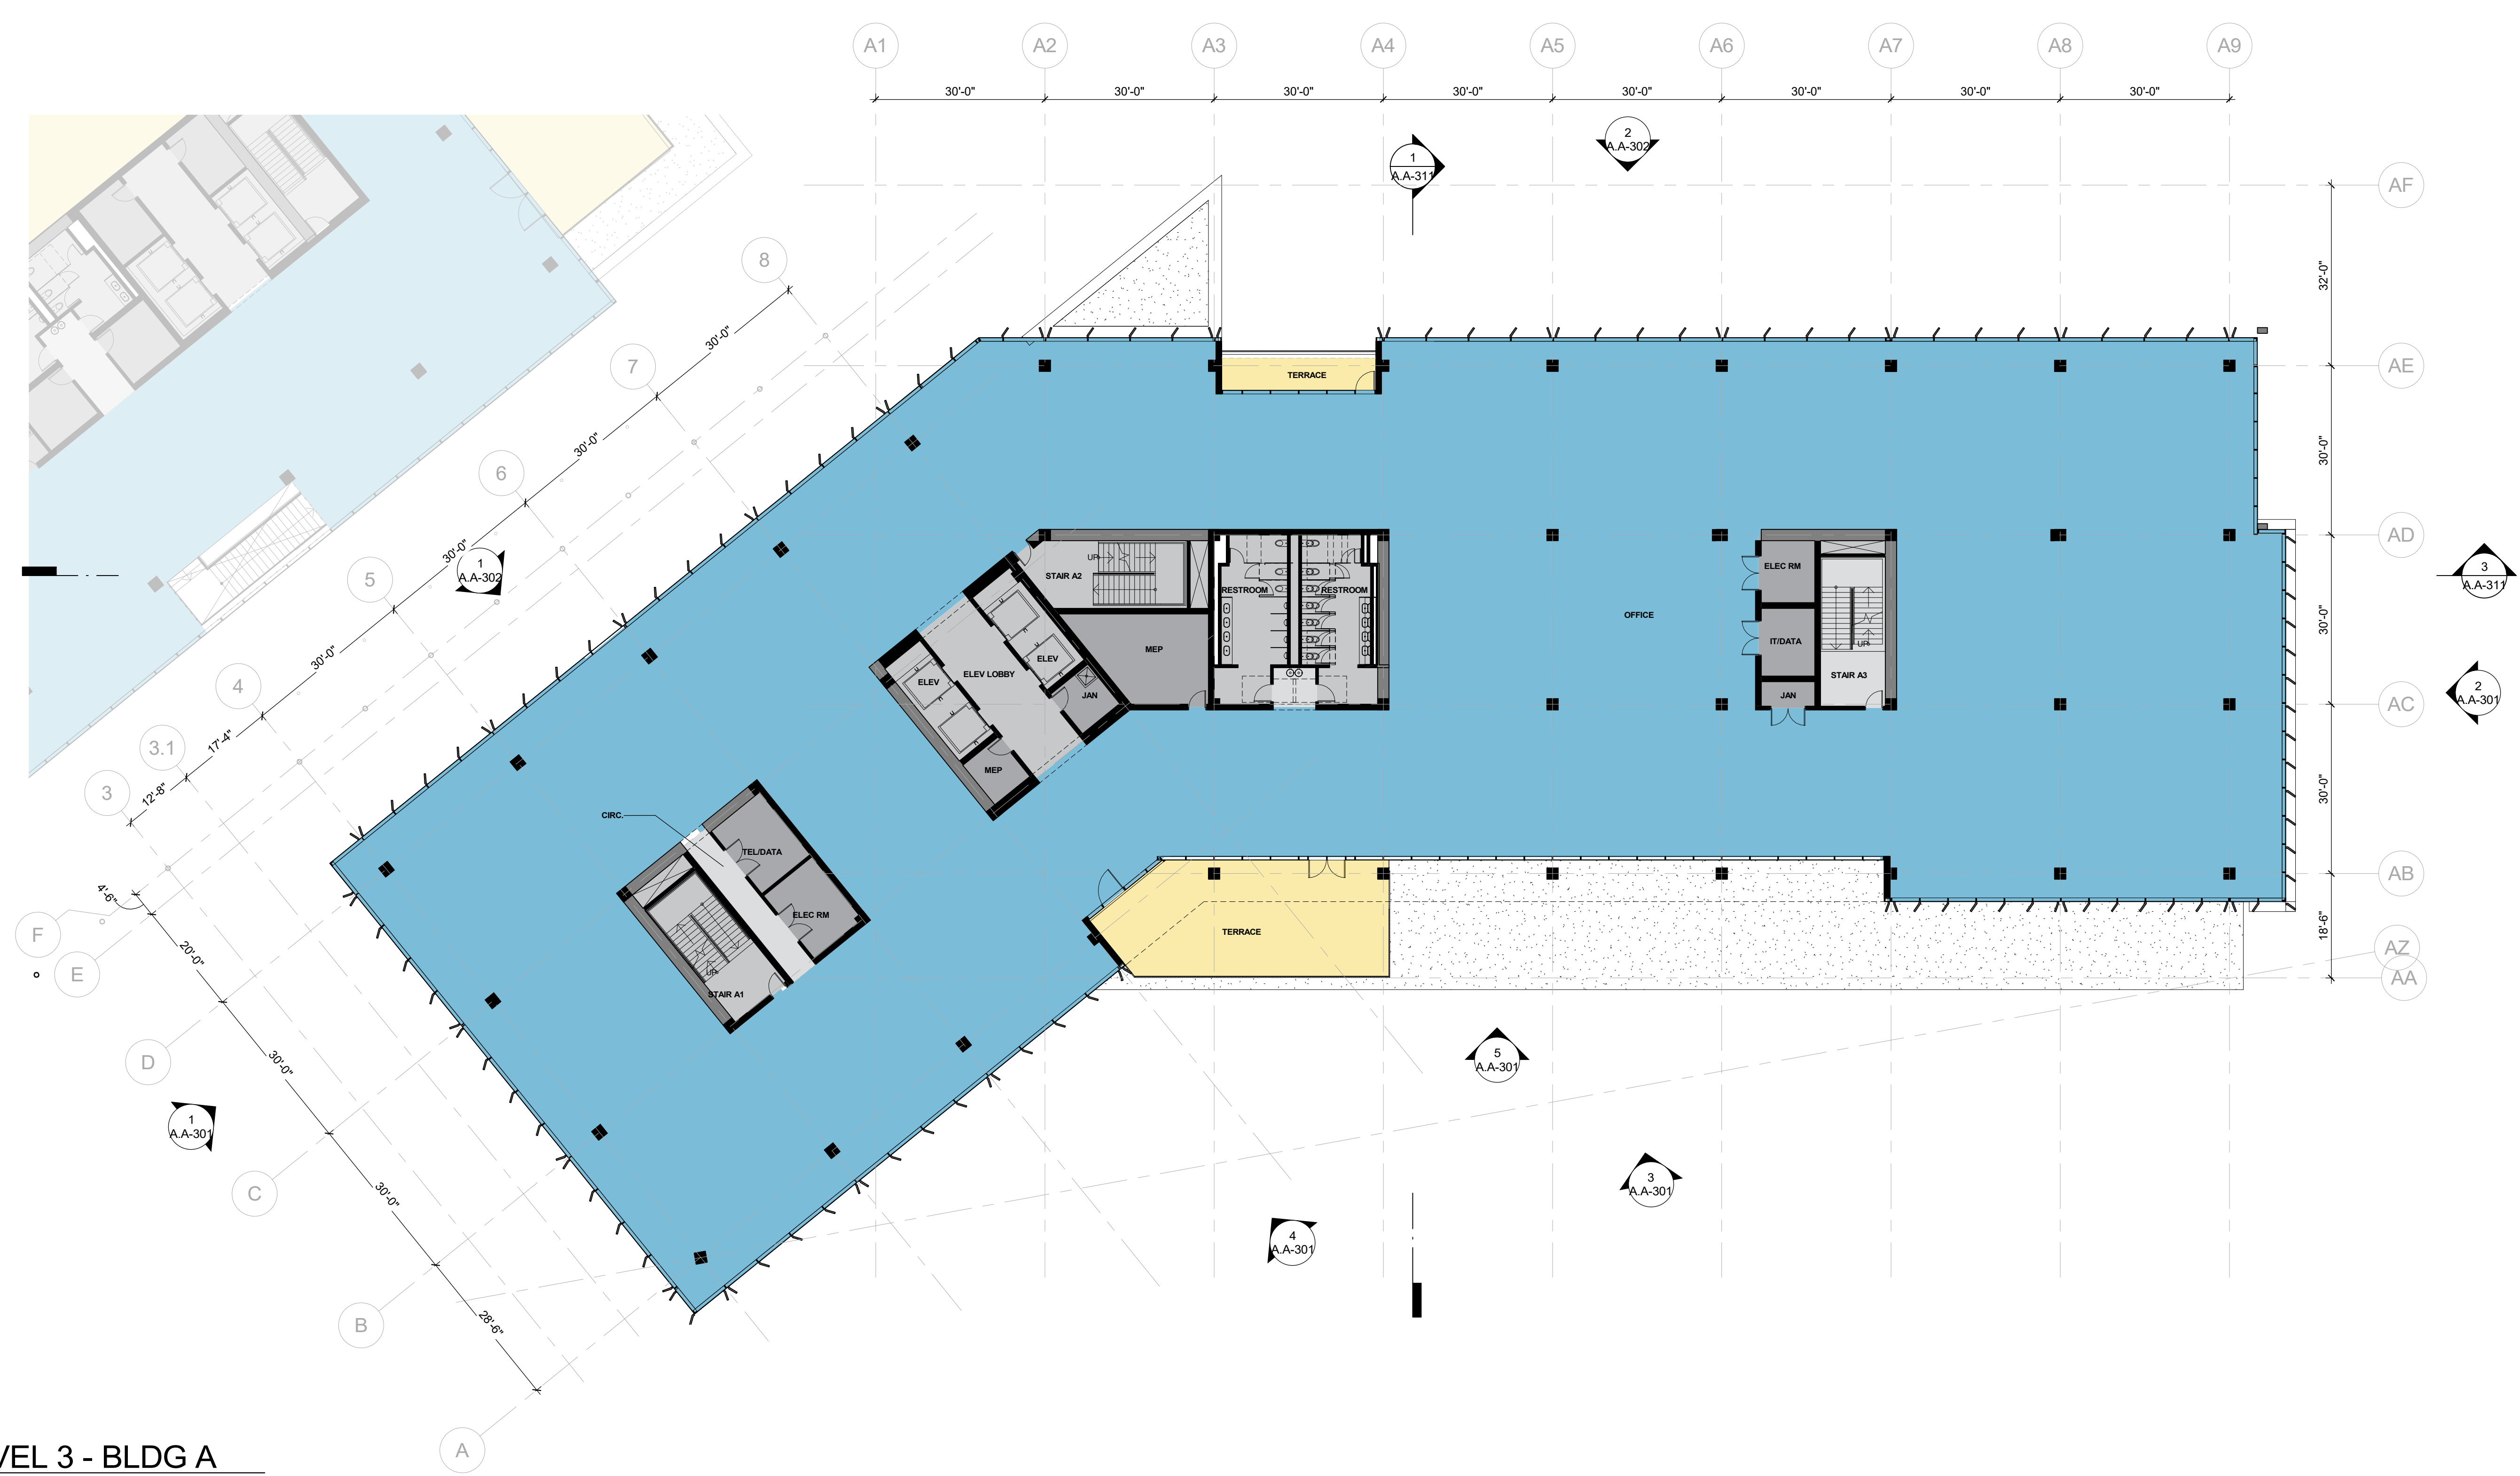 A1 A2 A3 A4 A5 A6 A7 A8 A9
30'-0" 30'-0" 30'-0" 30'-0" 30'-0" 30'-0" 30'-0" 30'-0"
2
A.A-302
1
A.A-311
AF
32'-0"
8
30'-0"
7
30'-0"
6
30'-0"
5
30'-0"
4
17'-4"
3.1
12'-8"
3
1
A.A-302
TERRACE
AE
30'-0"
AD
30'-0"
3
A.A-311
2
A.A-301
AC
30'-0"
AB
18'-6"
AZ
AA
UP
STAIR A2
RESTROOM
RESTROOM
MEP
ELEV
ELEV LOBBY
ELEV
JAN
MEP
OFFICE
ELEC RM
IT/DATA
JAN
UP
STAIR A3
CIRC.
TEL/DATA
ELEC RM
UP
STAIR A1
TERRACE
4'-6"
F
E
20'-0"
D
30'-0"
C
30'-0"
B
28'-6"
A
1
A.A-301
5
A.A-301
3
A.A-301
4
A.A-301
VEL 3 - BLDG A